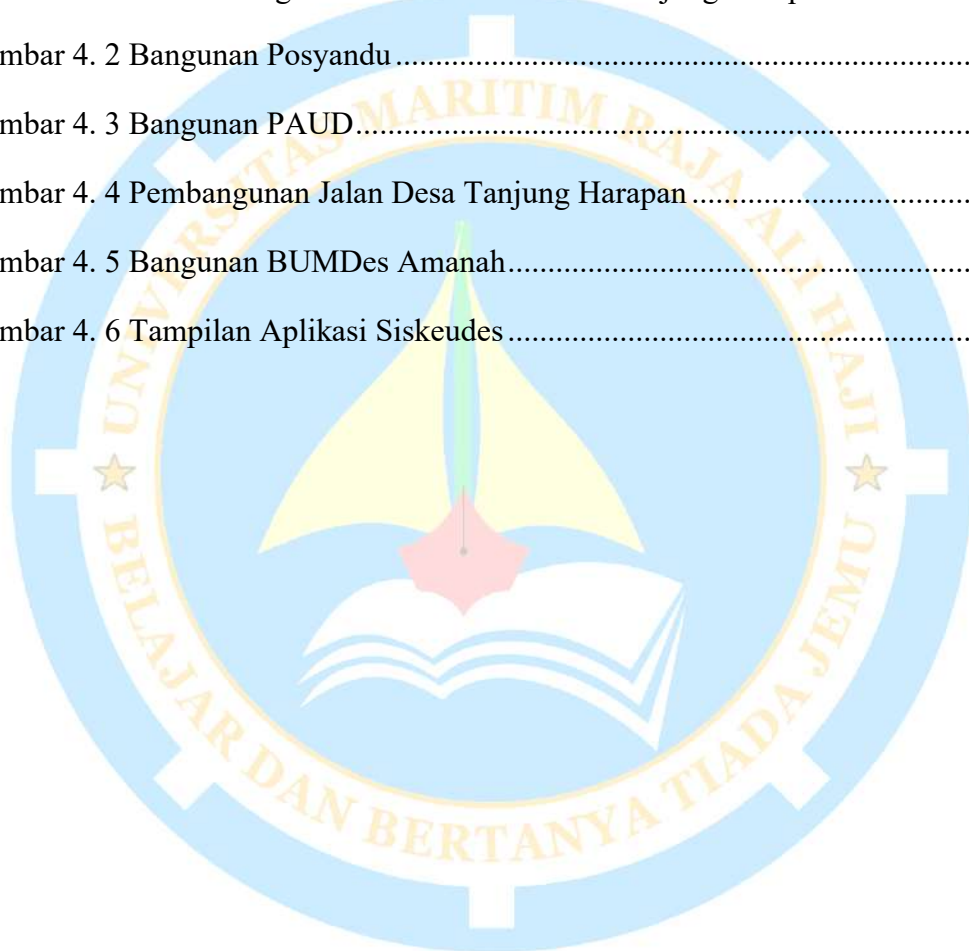 mbar 4. 2 Bangunan Posyandu ........................................................................
mbar 4. 3 Bangunan PAUD.............................................................................
mbar 4. 4 Pembangunan Jalan Desa Tanjung Harapan ...................................
mbar 4. 5 Bangunan BUMDes Amanah..........................................................
mbar 4. 6 Tampilan Aplikasi Siskeudes ..........................................................
UNIVERSITAS MARITIM RAJA ALI HAJI
BELAJAR DAN BERTANYA TIADA JEMU